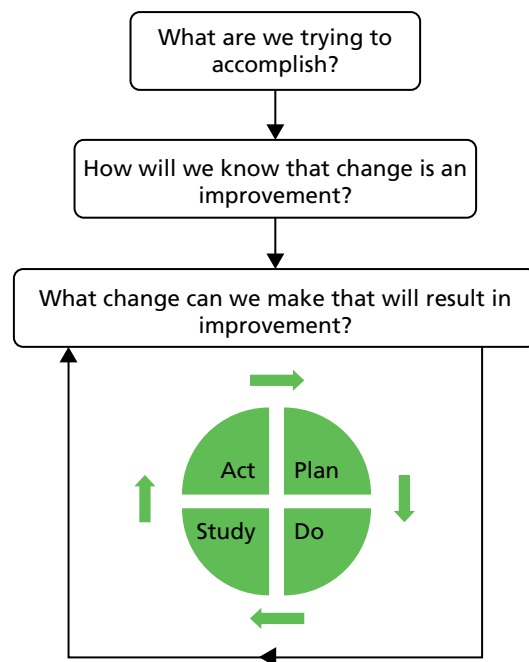 What are we trying to
accomplish?
How will we know that change is an
improvement?
What change can we make that will result in
improvement?
Act
Plan
Study
Do